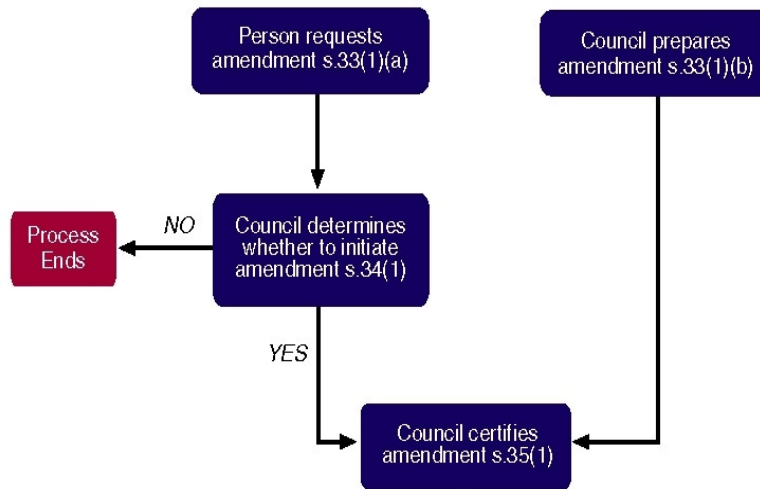 Person requests
amendment s.33(1)(a)
Council prepares
amendment s.33(1)(b)
NO
Process
Ends
Council determines
whether to initiate
amendment s.34(1)
YES
Council certifies
amendment s.35(1)